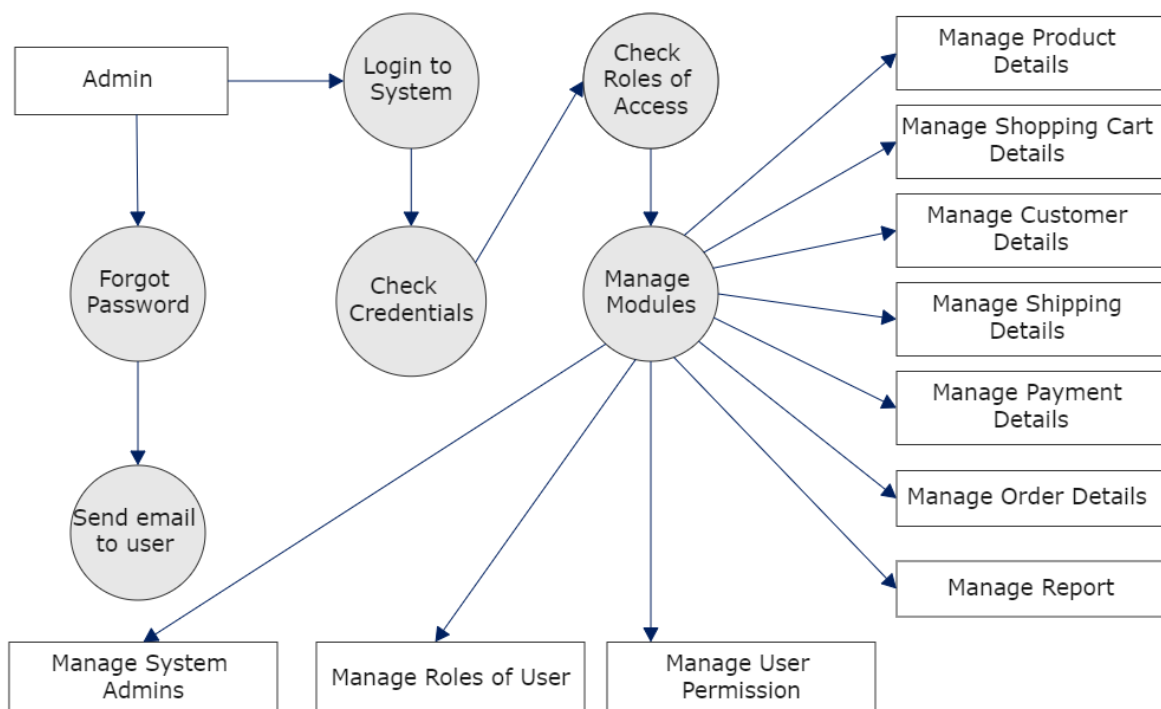 Admin
Login to
System
Check
Roles of
Access
Manage Product
Details
Manage Shopping Cart
Details
Manage Customer
Details
Forgot
Password
Check
Credentials
Manage
Modules
Manage Shipping
Details
Manage Payment
Details
Manage Order Details
Send email
to user
Manage Report
Manage System
Admins
Manage Roles of User
Manage User
Permission